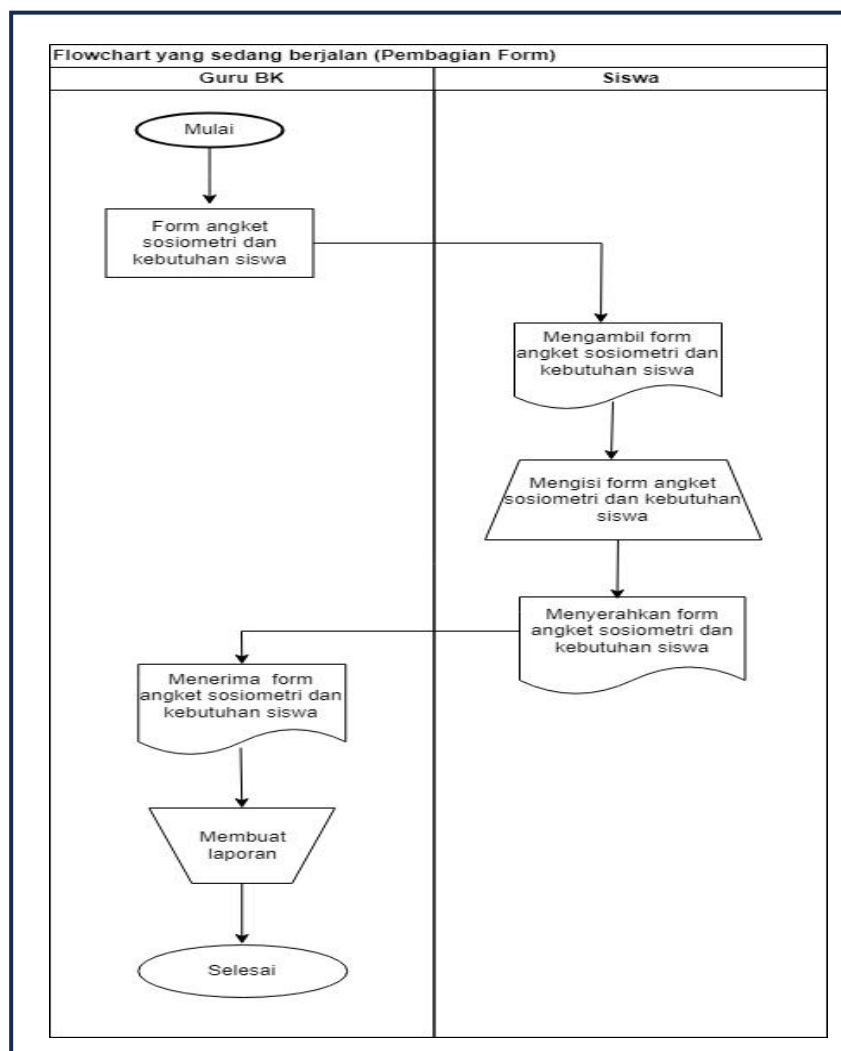 Flowchart yang sedang berjalan (Pembagian Form)
Guru BK
Siswa
Mulai
Form angket
sosiometri dan
kebutuhan siswa
Mengambil form
angket sosiometri dan
kebutuhan siswa
Mengisi form angket
sosiometri dan kebutuhan
siswa
Menyerahkan form
angket sosiometri dan
kebutuhan siswa
Menerima form
angket sosiometri dan
kebutuhan siswa
Membuat
laporan
Selesai